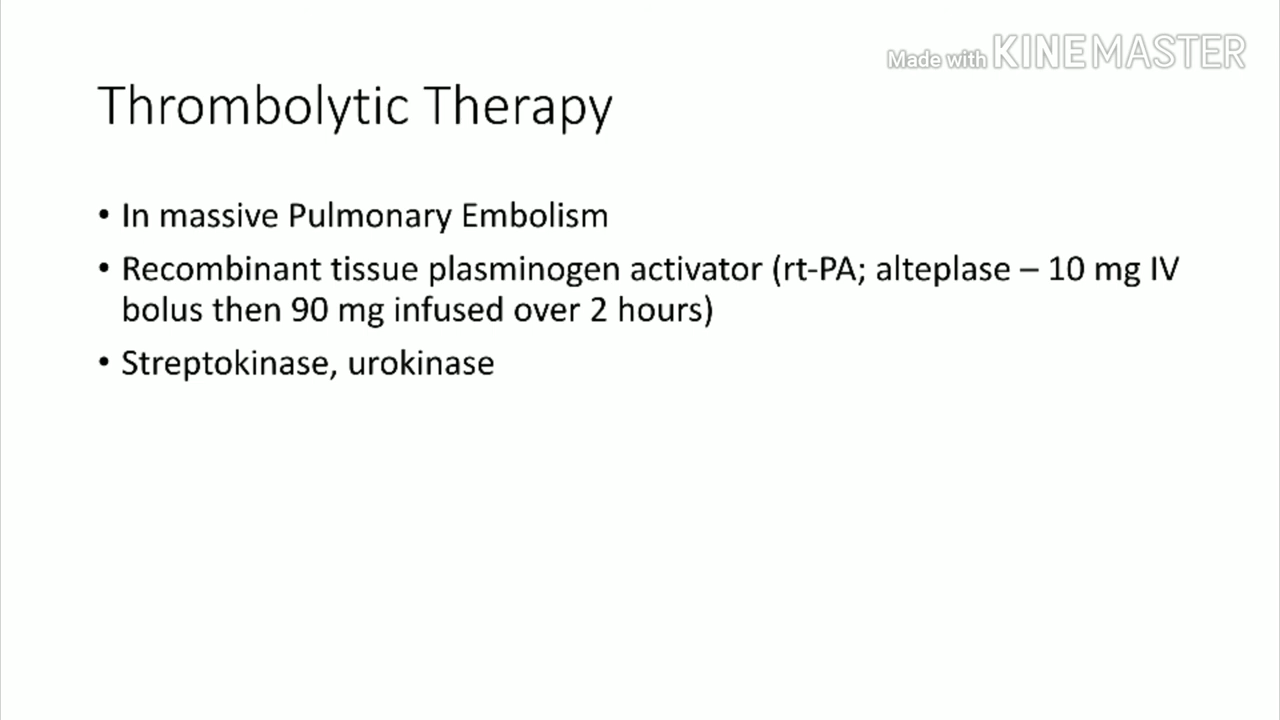 Made with KINEMASTER
Thrombolytic Therapy
• In massive Pulmonary Embolism
• Recombinant tissue plasminogen activator (rt-PA; alteplase – 10 mg IV
bolus then 90 mg infused over 2 hours)
• Streptokinase, urokinase